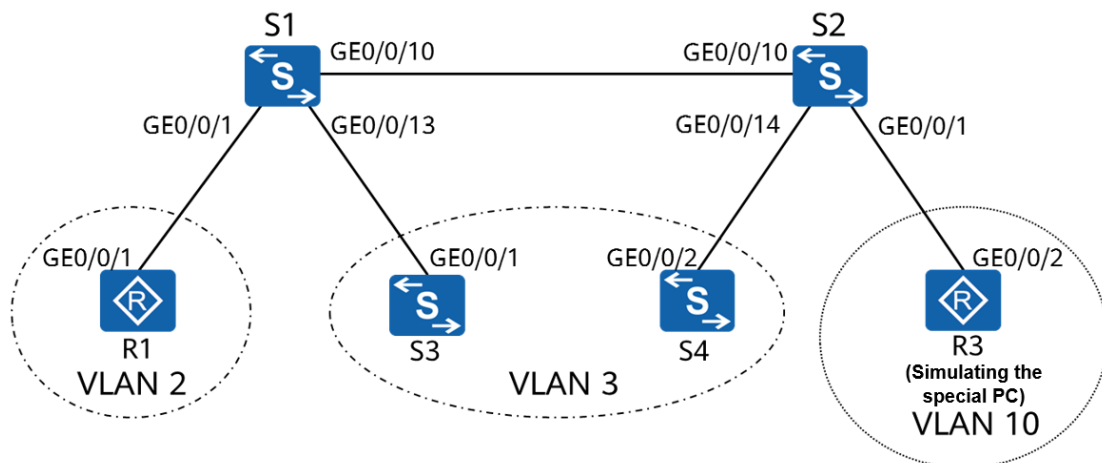 S1
S2
GE0/0/10
GE0/0/10
S
S
GE0/0/1
GE0/0/13
GE0/0/14
GE0/0/1
GE0/0/1
GE0/0/1
GE0/0/2
GE0/0/2
R
S
S
R
R1
S3
S4
R3
(Simulating the
special PC)
VLAN 2
VLAN 3
VLAN 10